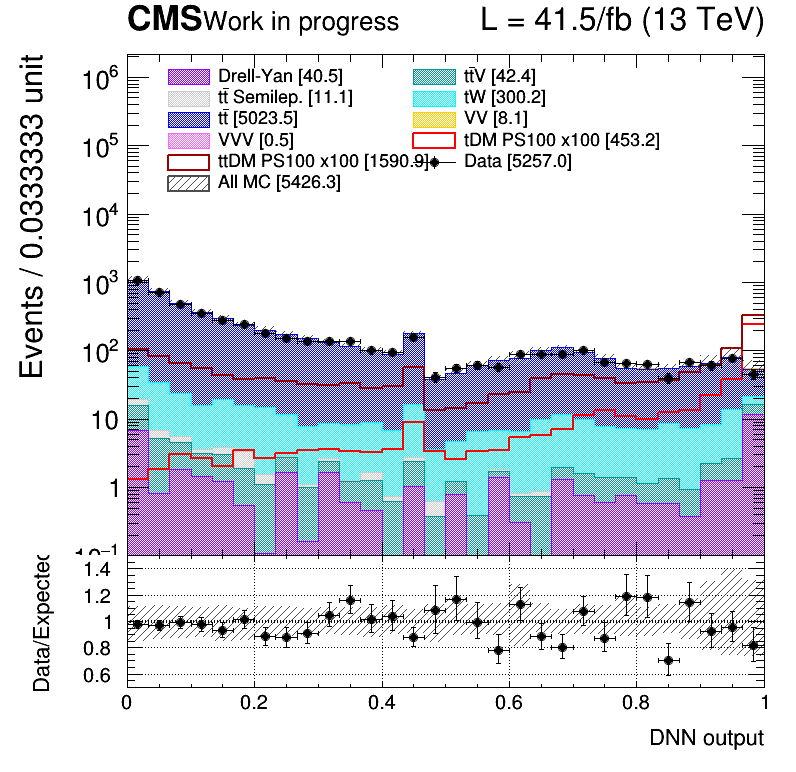 CMS Work in progress L = 41.5/fb (13 TeV)
Events / 0.0333333 unit
10⁶
10⁵
10⁴
10³
10²
10
1
10⁻¹
Drell-Yan [40.5] tt̄V [42.4]
tt̄ Semilep. [11.1] tW [300.2]
tt̄ [5023.5] VV [8.1]
VVV [0.5] tDM PS100 x100 [453.2]
ttDM PS100 x100 [1590.9] Data [5257.0]
All MC [5426.3]
Data/Expected
1.4
1.2
1
0.8
0.6
0 0.2 0.4 0.6 0.8 1
DNN output